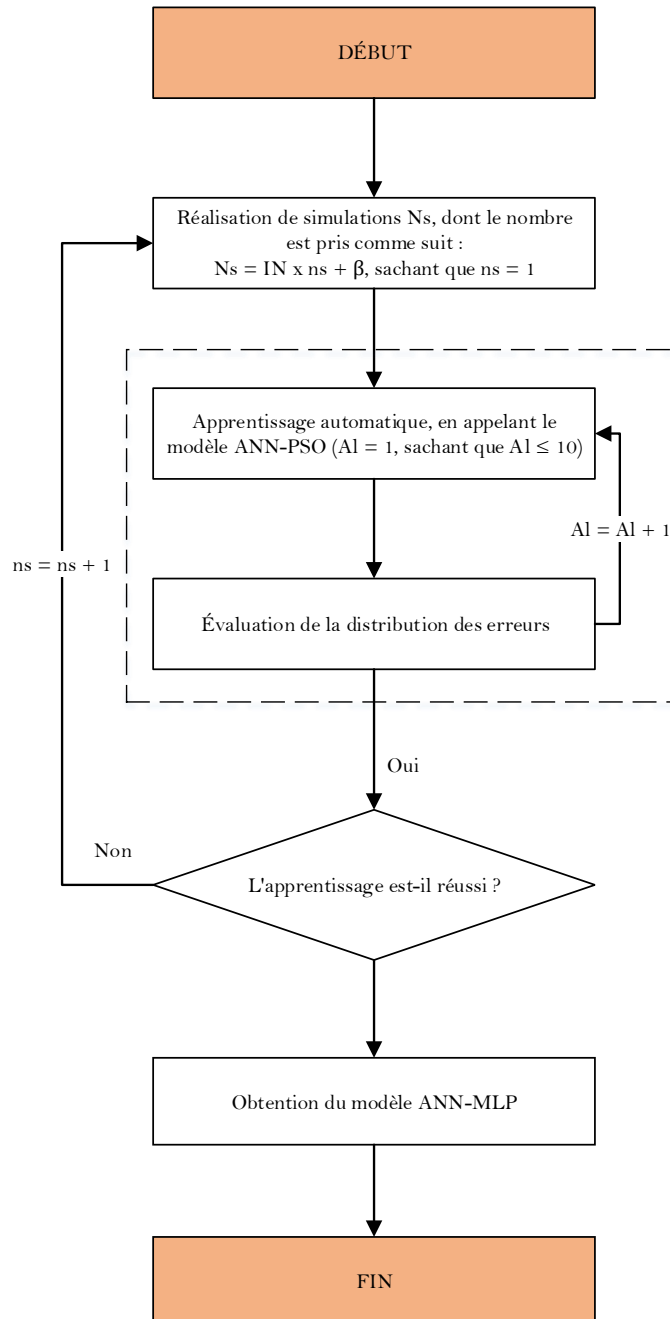 DÉBUT
Réalisation de simulations Ns, dont le nombre
est pris comme suit :
Ns = IN x ns + β, sachant que ns = 1
Apprentissage automatique, en appelant le
modèle ANN-PSO (Al = 1, sachant que Al ≤ 10)
Al = Al + 1
ns = ns + 1
Évaluation de la distribution des erreurs
Oui
Non
L'apprentissage est-il réussi ?
Obtention du modèle ANN-MLP
FIN